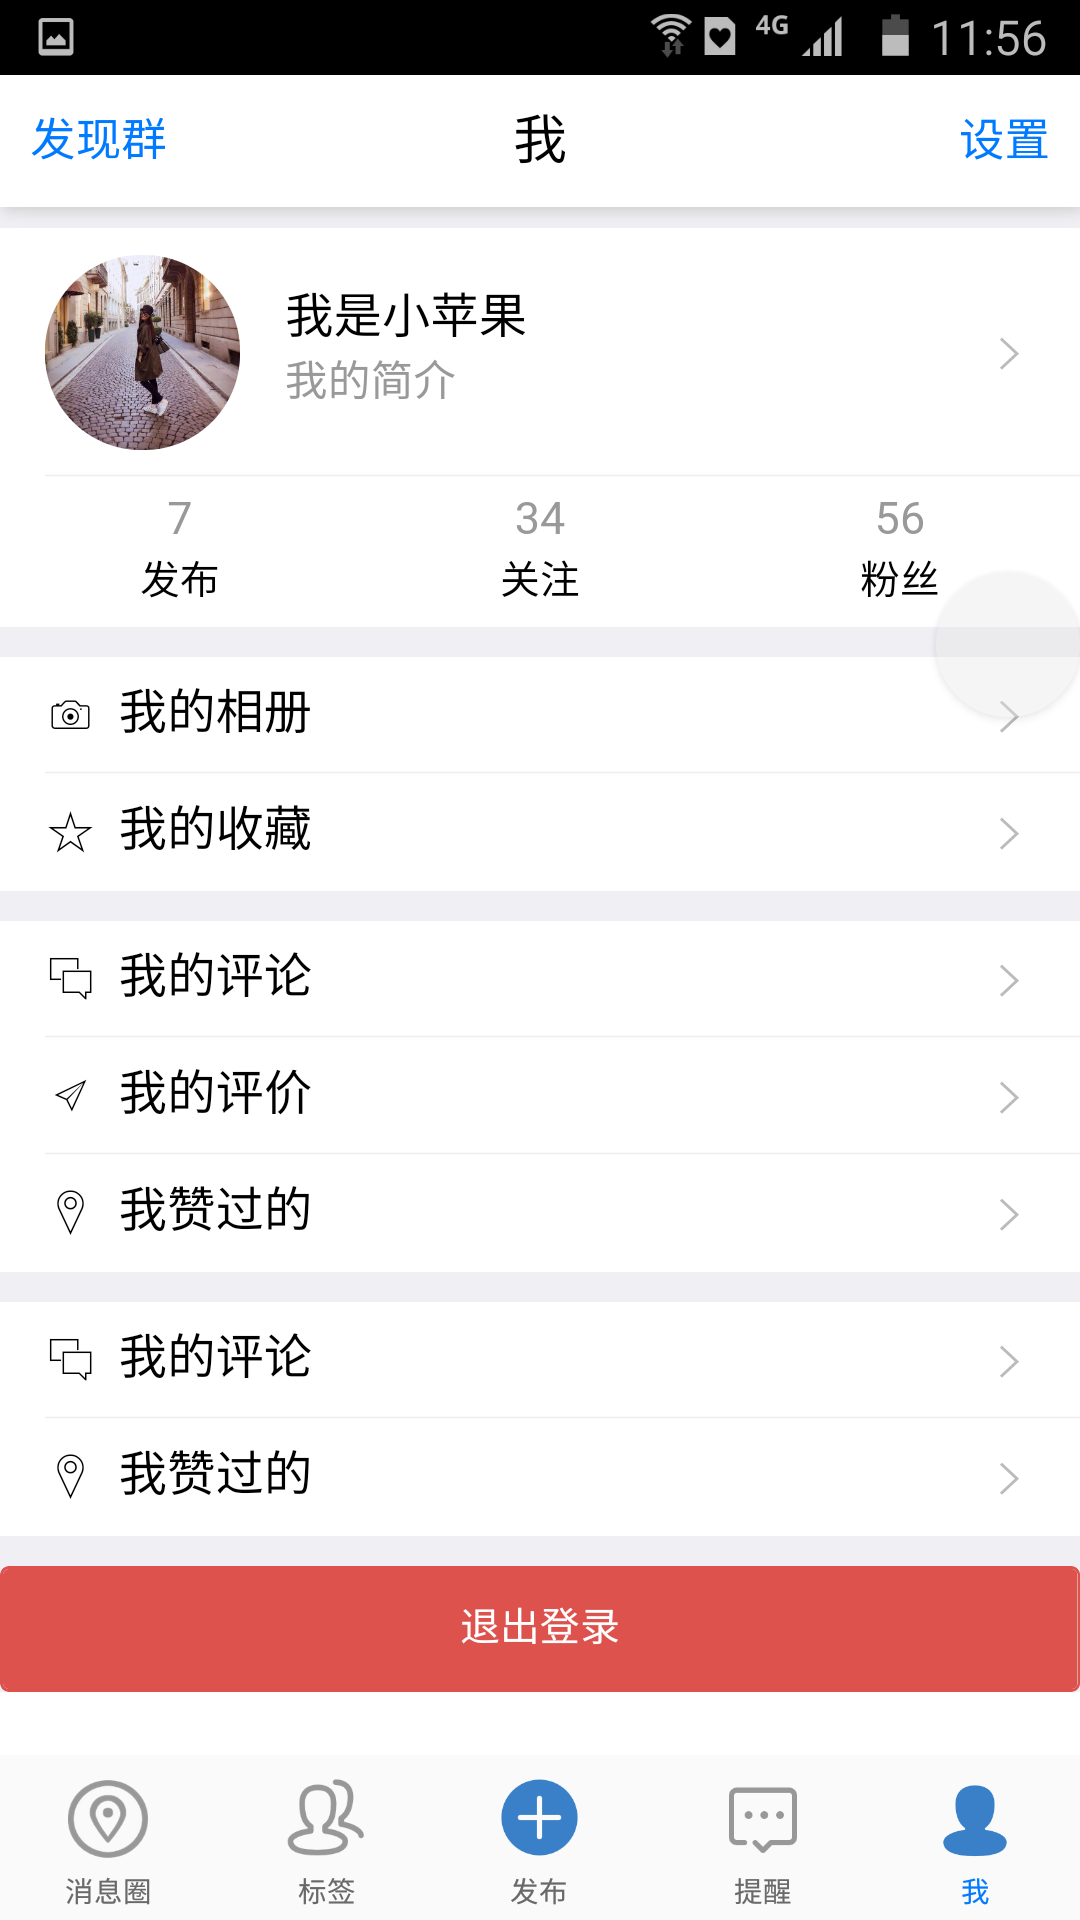 4G 11:56
发现群 我 设置
我是小苹果
我的简介
7 34 56
发布 关注 粉丝
我的相册
我的收藏
我的评论
我的评价
我赞过的
我的评论
我赞过的
退出登录
消息圈 标签 发布 提醒 我